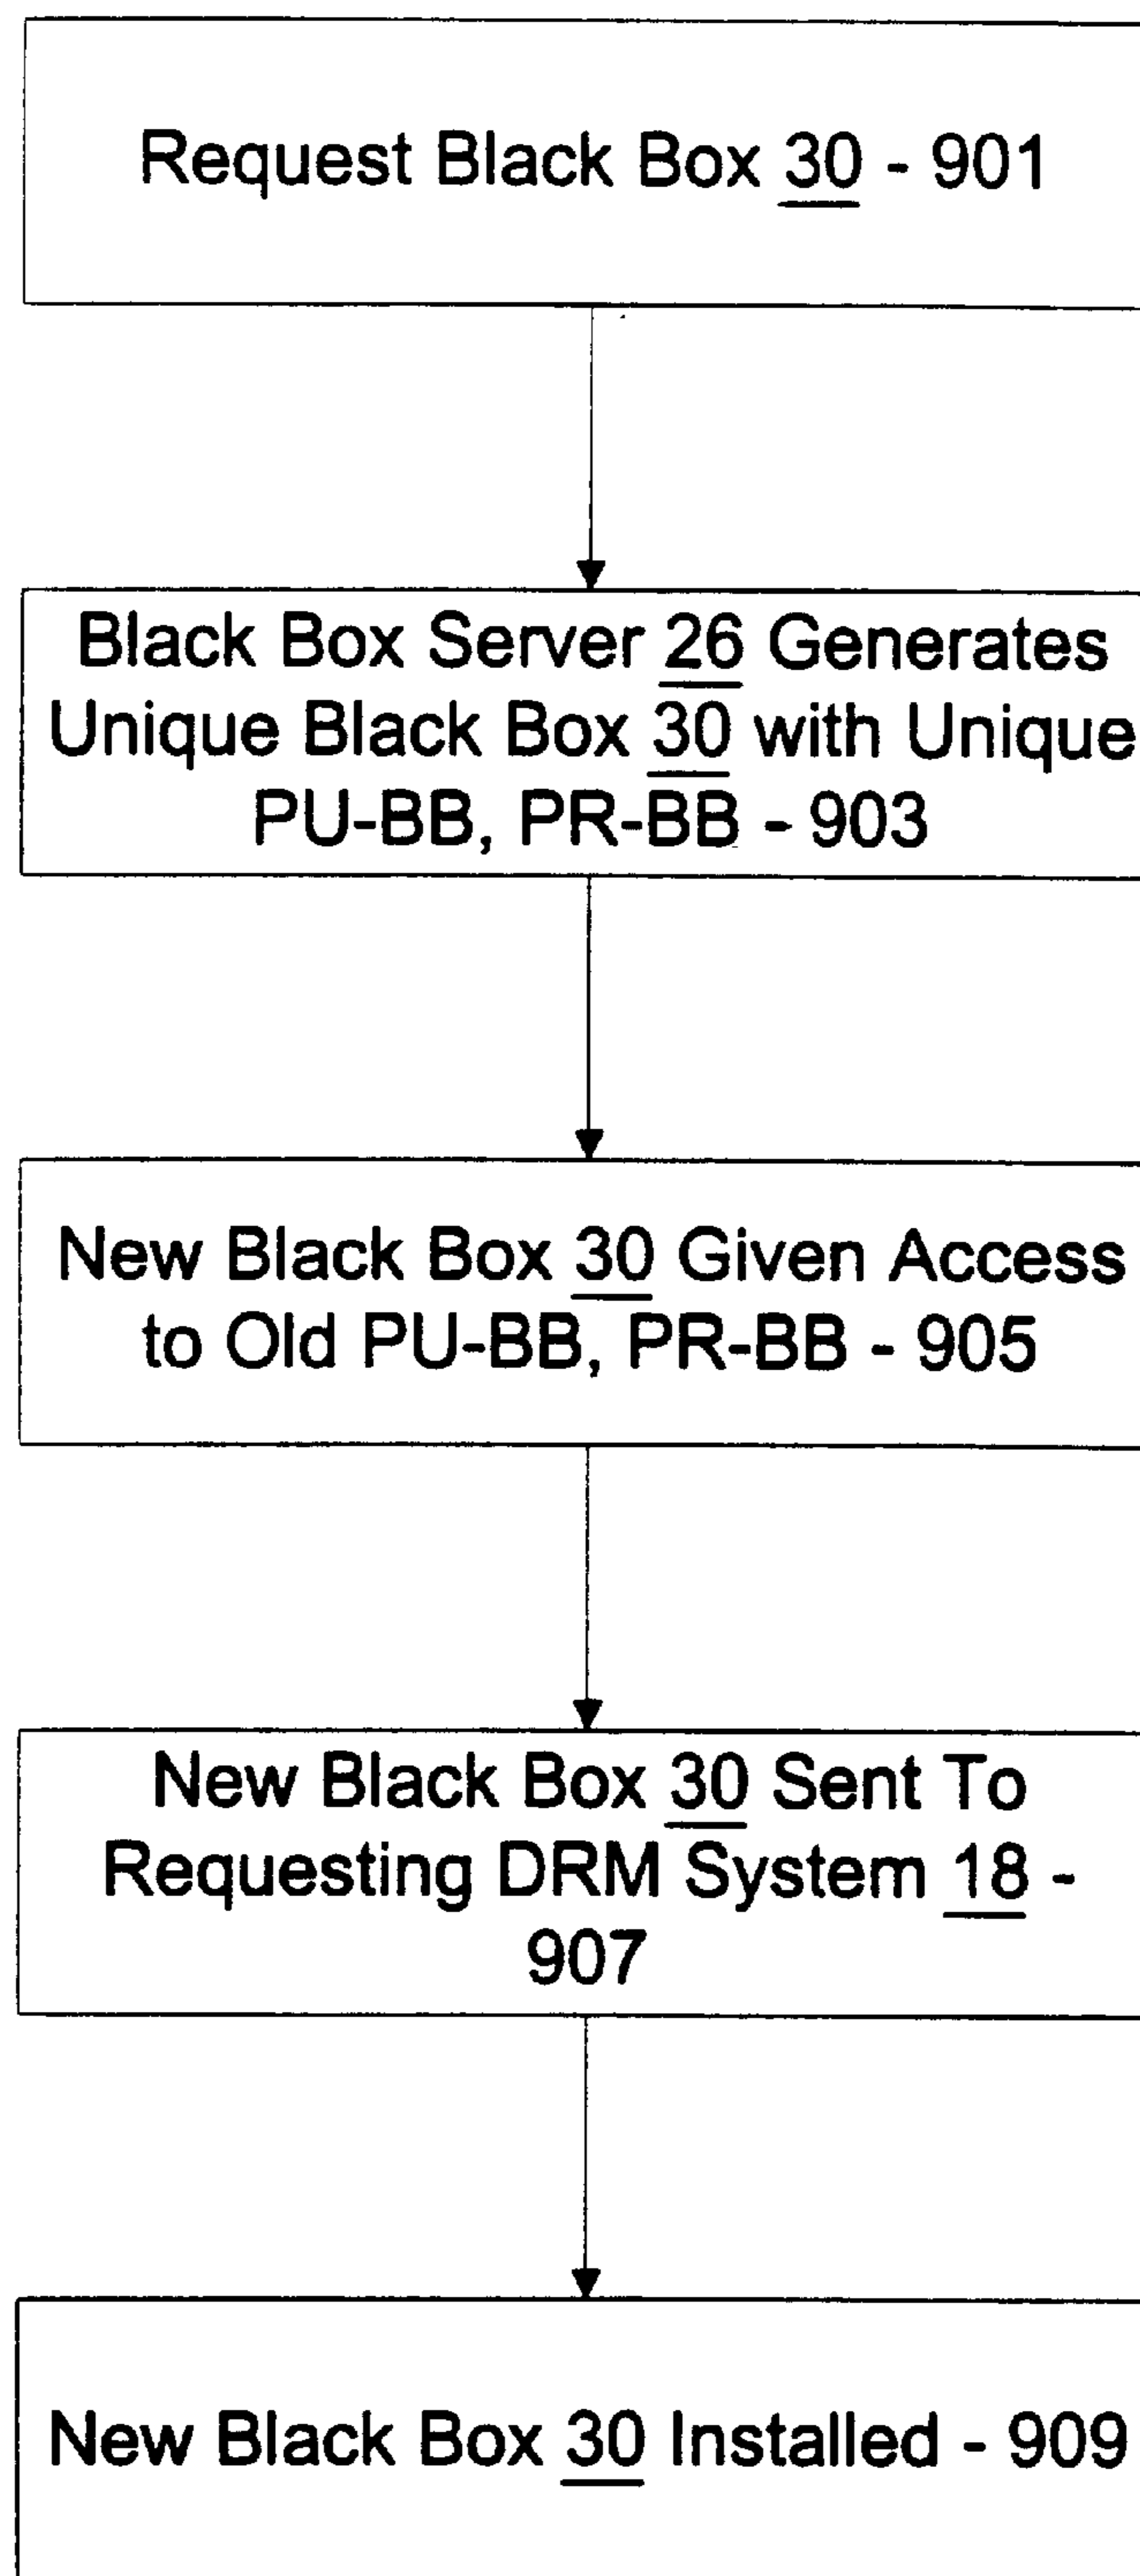 Request Black Box 30 - 901
Black Box Server 26 Generates
Unique Black Box 30 with Unique
PU-BB, PR-BB - 903
New Black Box 30 Given Access
to Old PU-BB, PR-BB - 905
New Black Box 30 Sent To
Requesting DRM System 18 -
907
New Black Box 30 Installed - 909